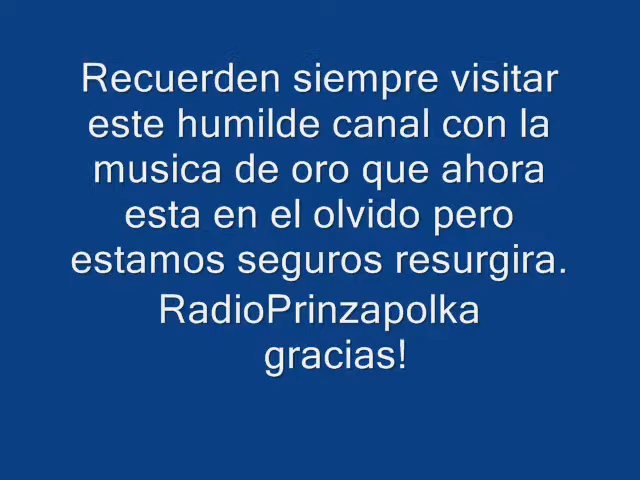 Recuerden siempre visitar
este humilde canal con la
musica de oro que ahora
esta en el olvido pero
estamos seguros resurgira.
RadioPrinzapolka
gracias!